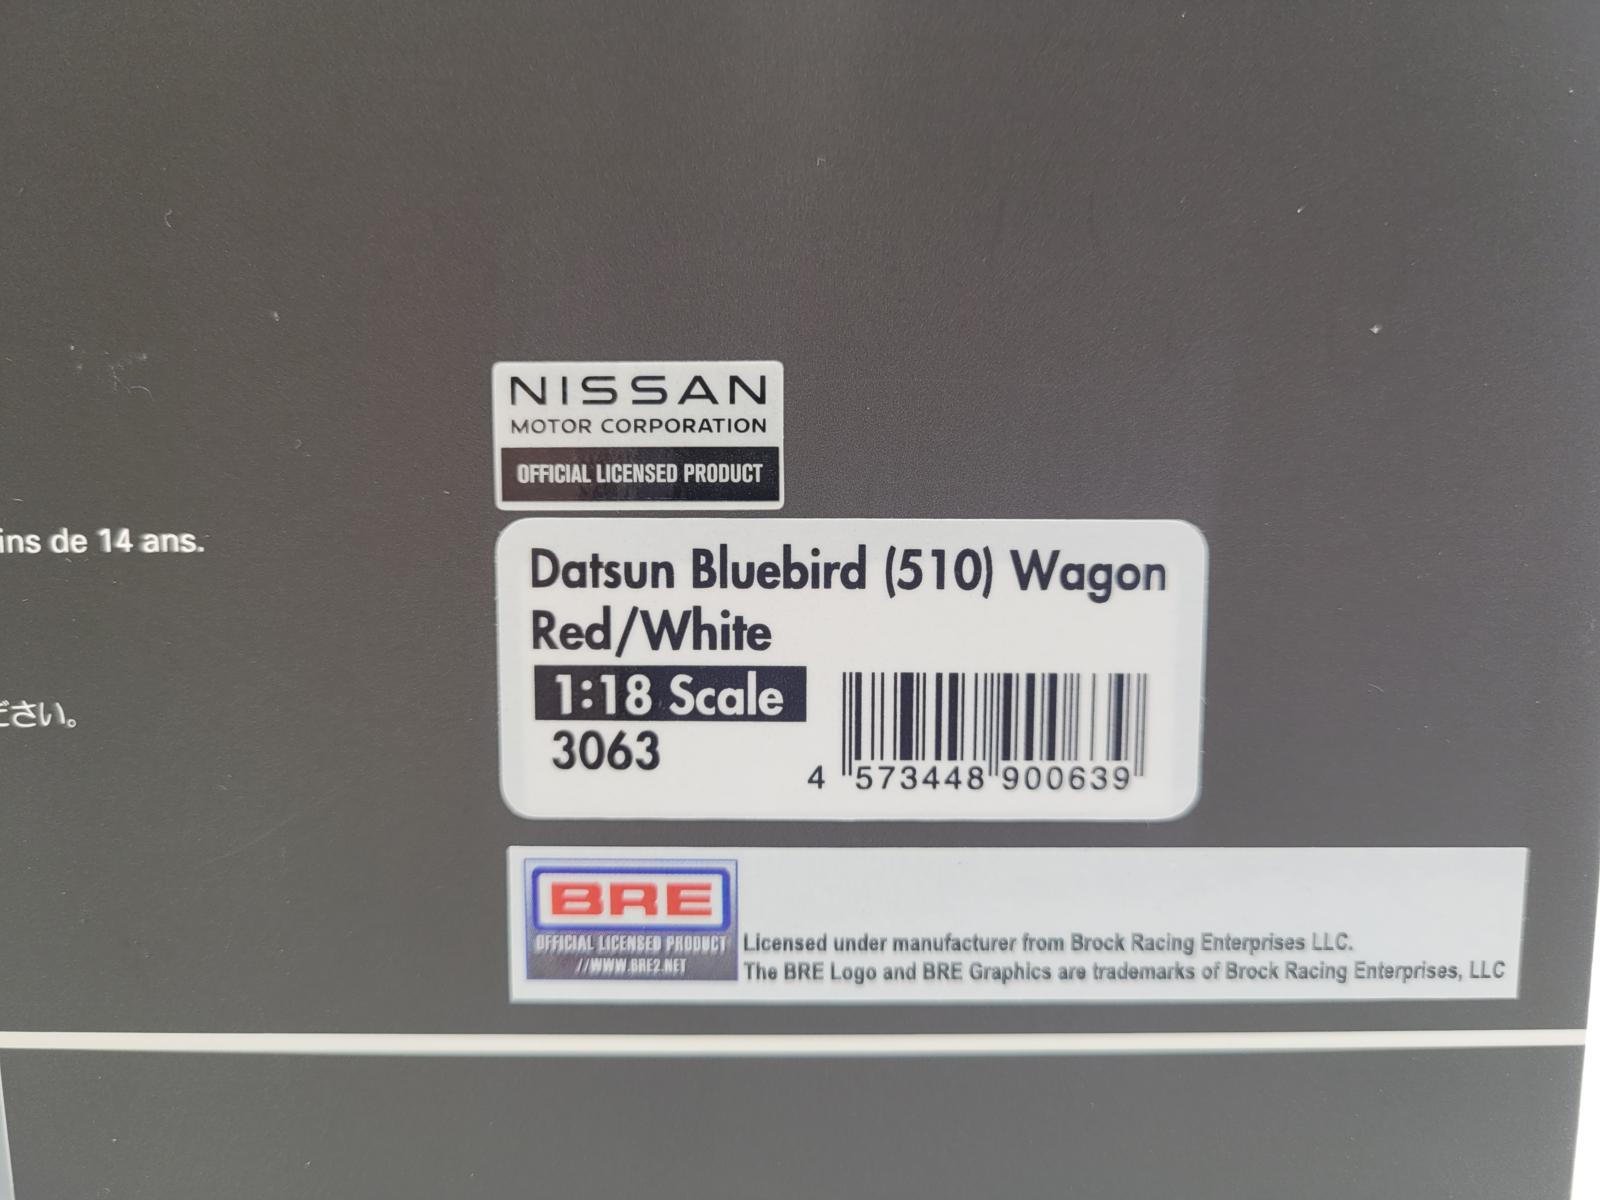 NISSAN
MOTOR CORPORATION
OFFICIAL LICENSED PRODUCT
ins de 14 ans.
Datsun Bluebird (510) Wagon
Red/White
1:18 Scale
3063
4 573448 900639
ださい。
BRE
OFFICIAL LICENSED PRODUCT
//WWW.BRE2.NET
Licensed under manufacturer from Brock Racing Enterprises LLC.
The BRE Logo and BRE Graphics are trademarks of Brock Racing Enterprises, LLC